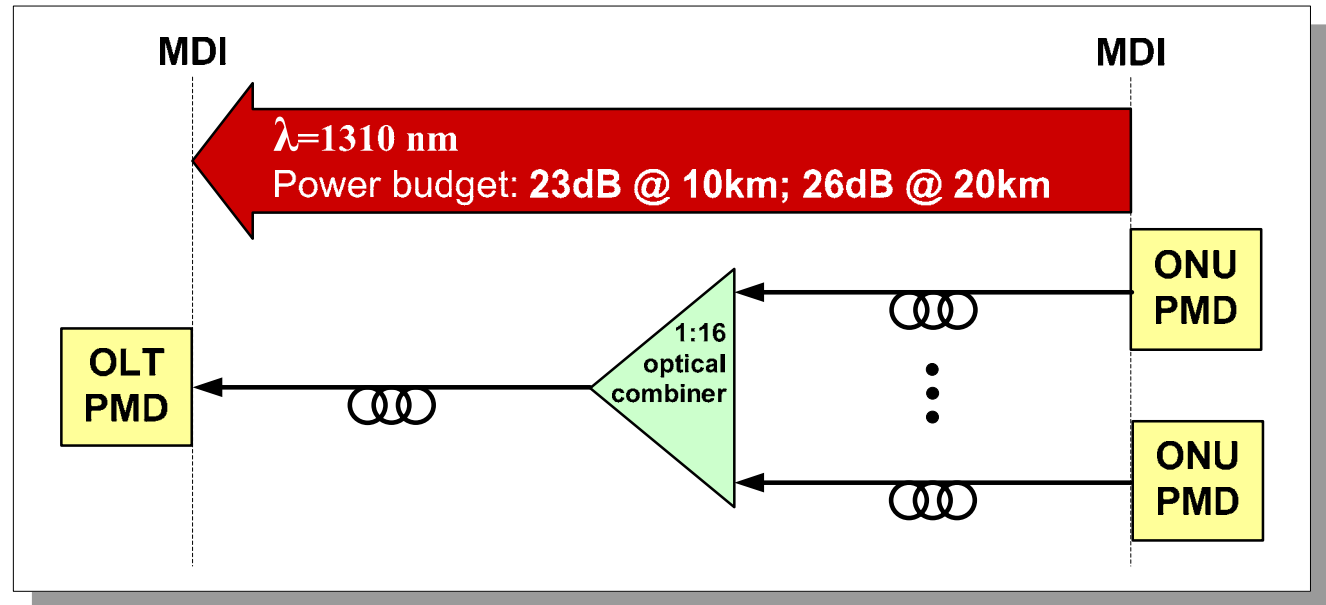 MDI
MDI
λ=1310 nm
Power budget: 23dB @ 10km; 26dB @ 20km
ONU
PMD
1:16
optical
combiner
OLT
PMD
ONU
PMD